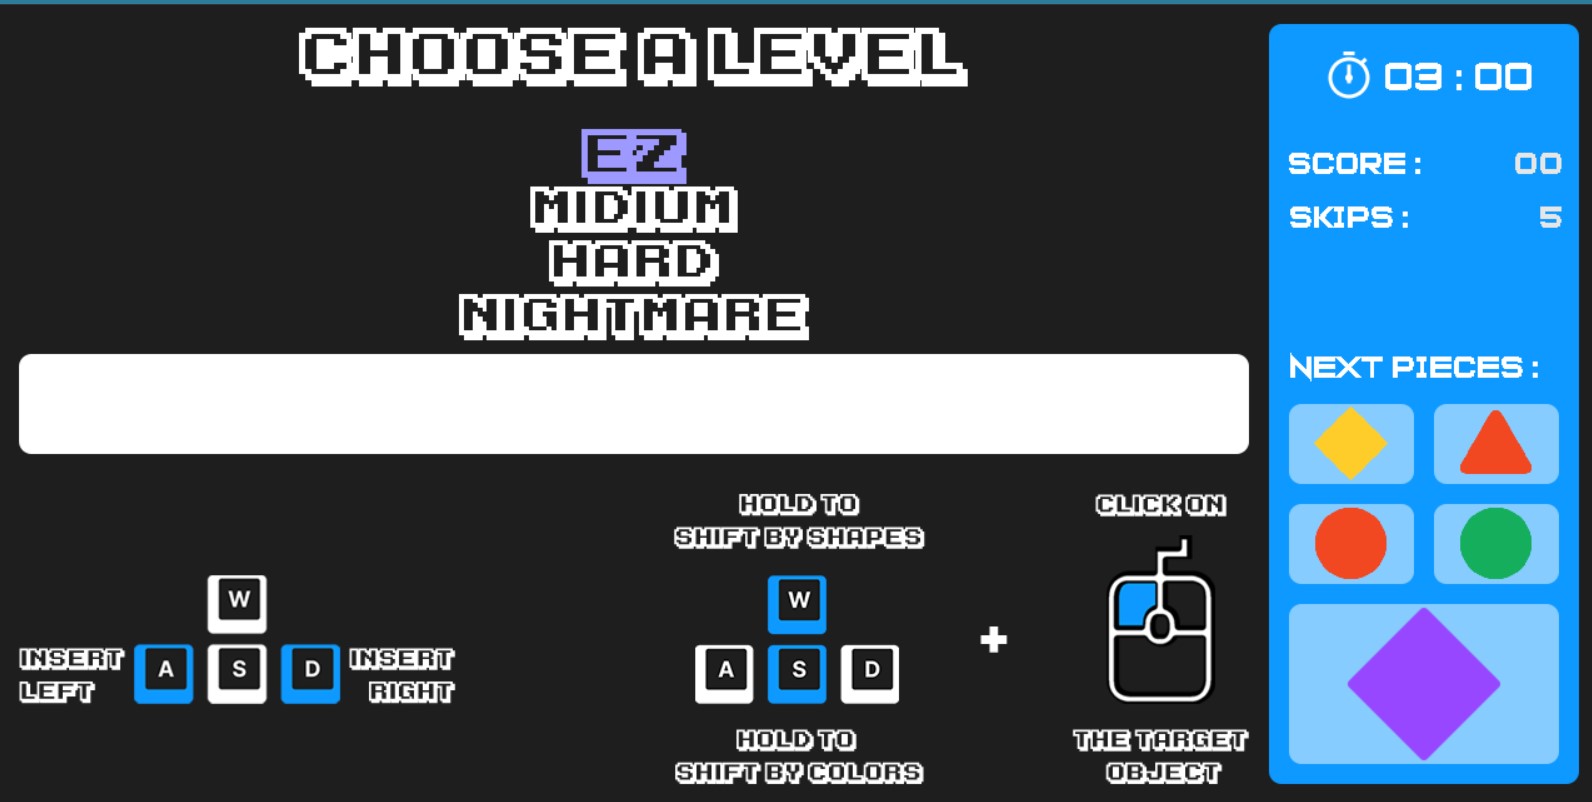 CHOOSE A LEVEL
EZ
MIDIUM
HARD
NIGHTMARE
03:00
SCORE: 00
SKIPS: 5
NEXT PIECES:
W
INSERT LEFT
A
S
D
INSERT RIGHT
HOLD TO
SHIFT BY SHAPES
W
A
S
D
HOLD TO
SHIFT BY COLORS
+
CLICK ON
THE TARGET
OBJECT